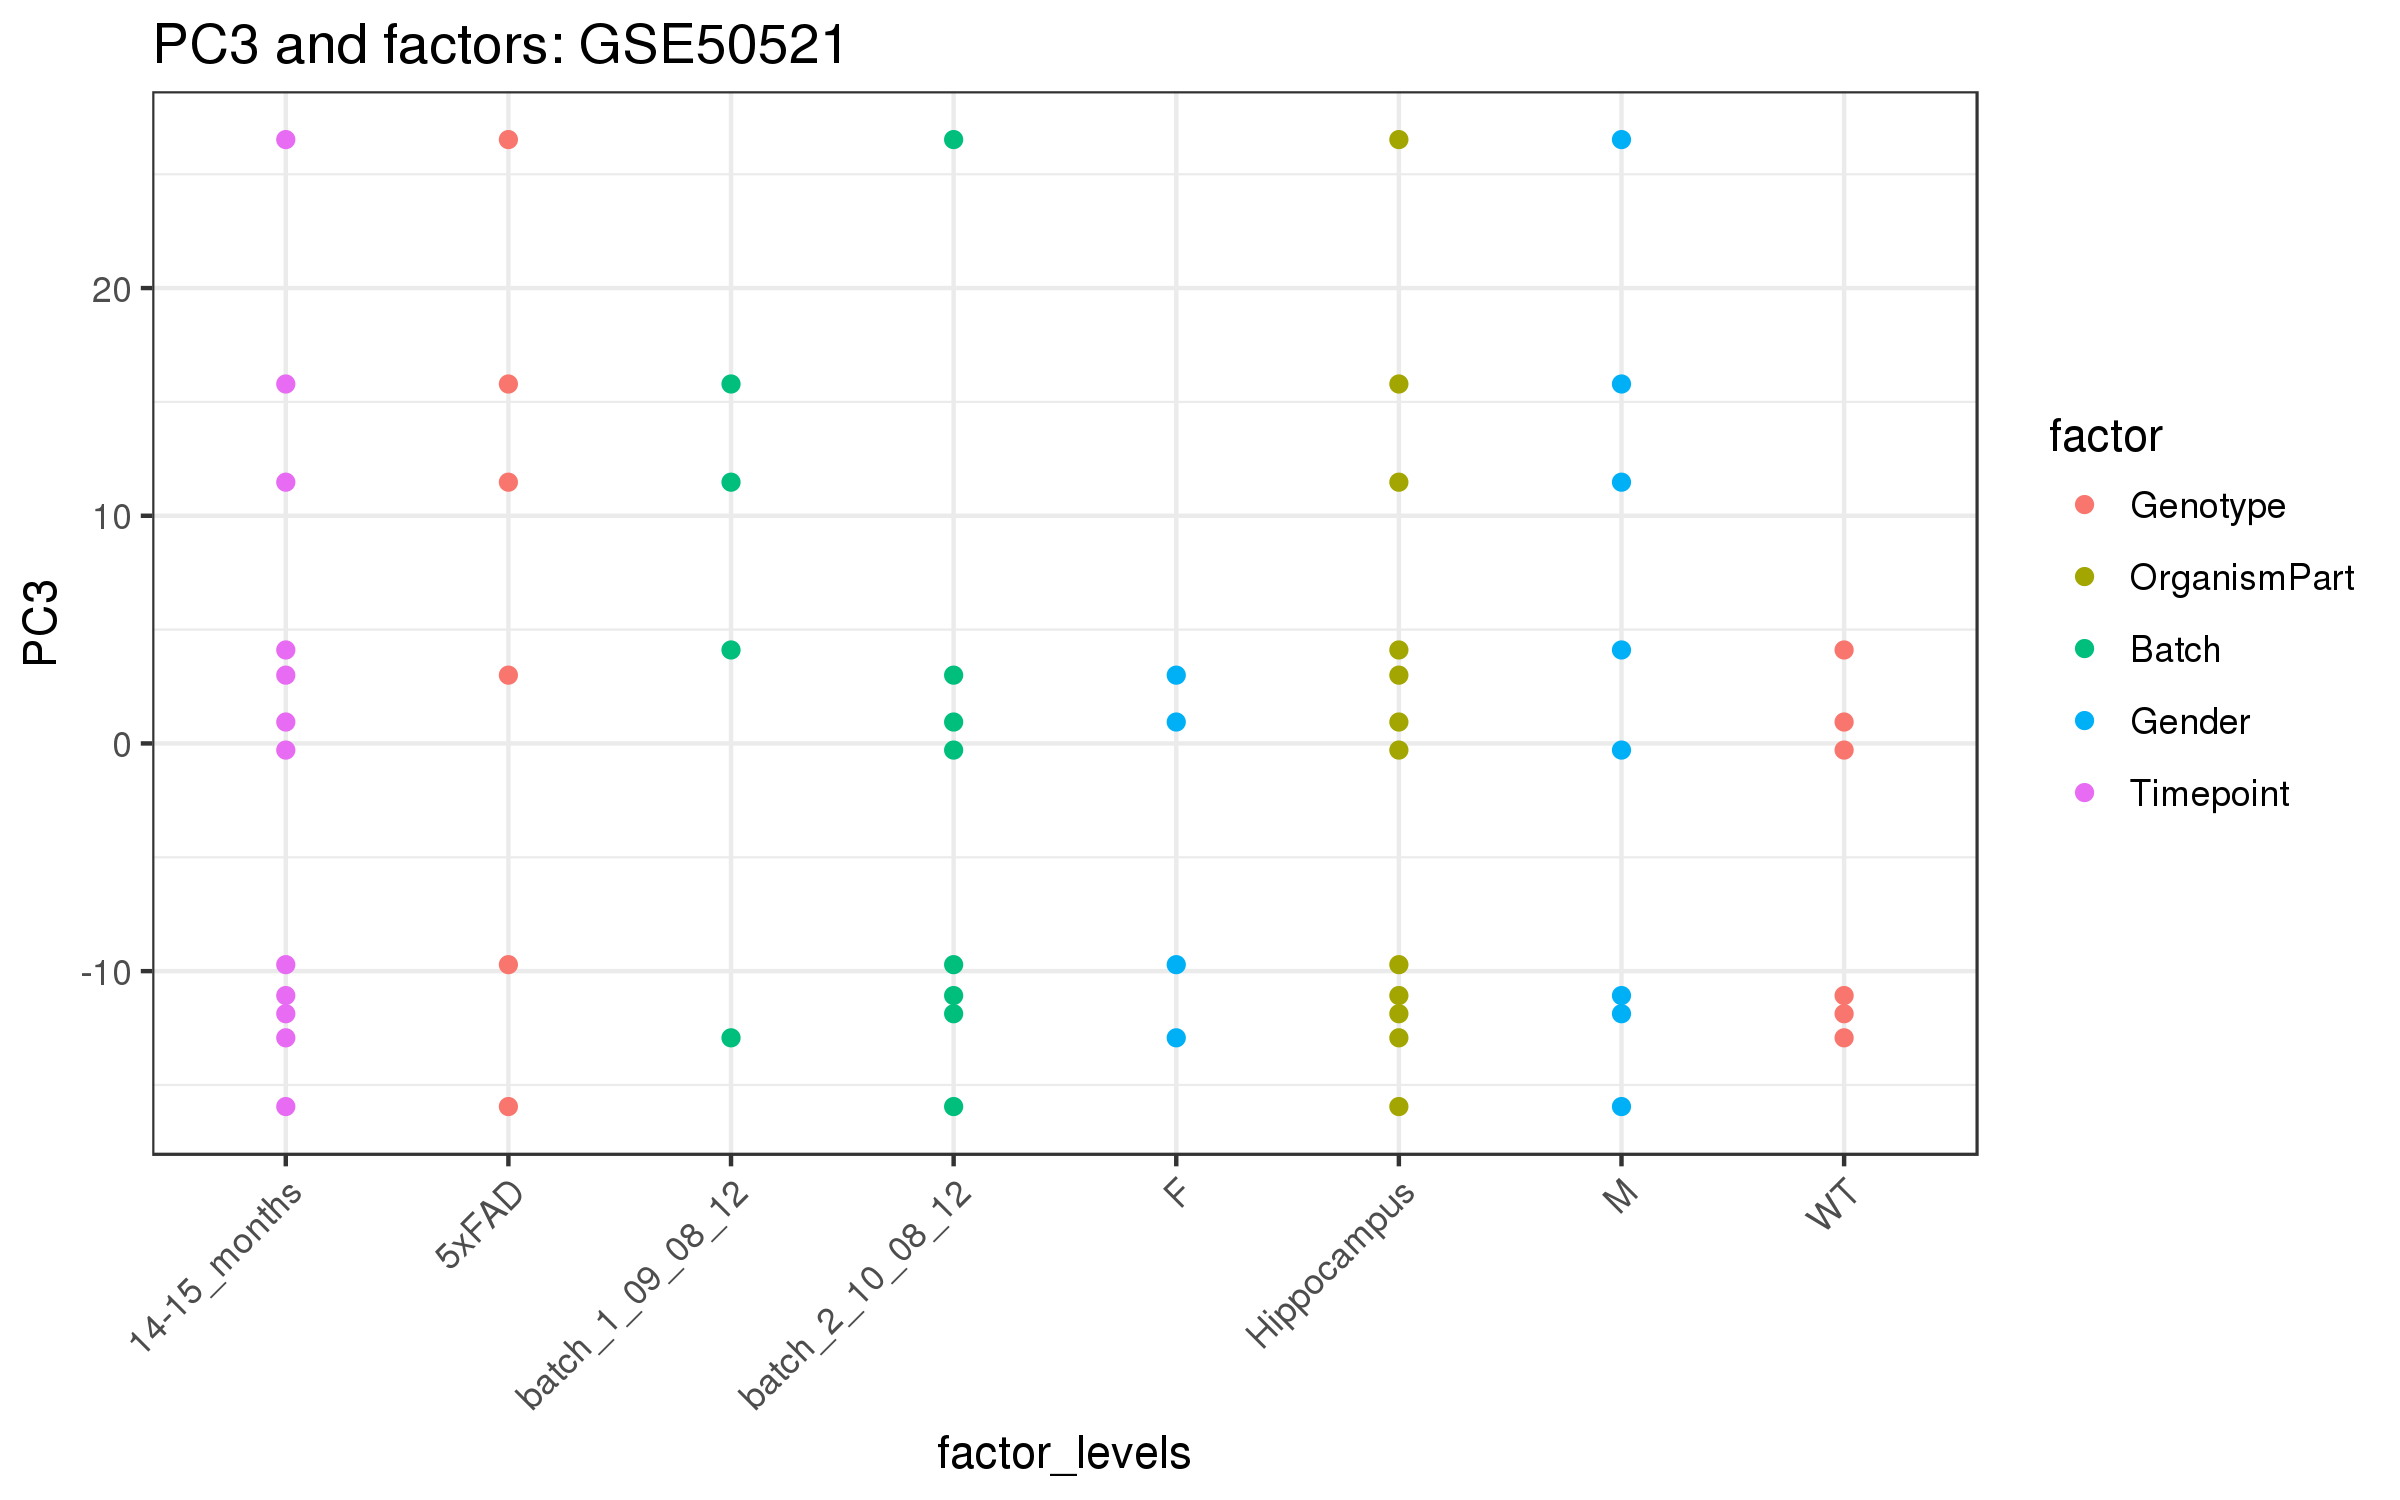 PC3 and factors: GSE50521
PC3
20
10
0
-10
14-15_months
5xFAD
batch_1_09_08_12
batch_2_10_08_12
F
Hippocampus
M
WT
factor_levels
factor
Genotype
OrganismPart
Batch
Gender
Timepoint